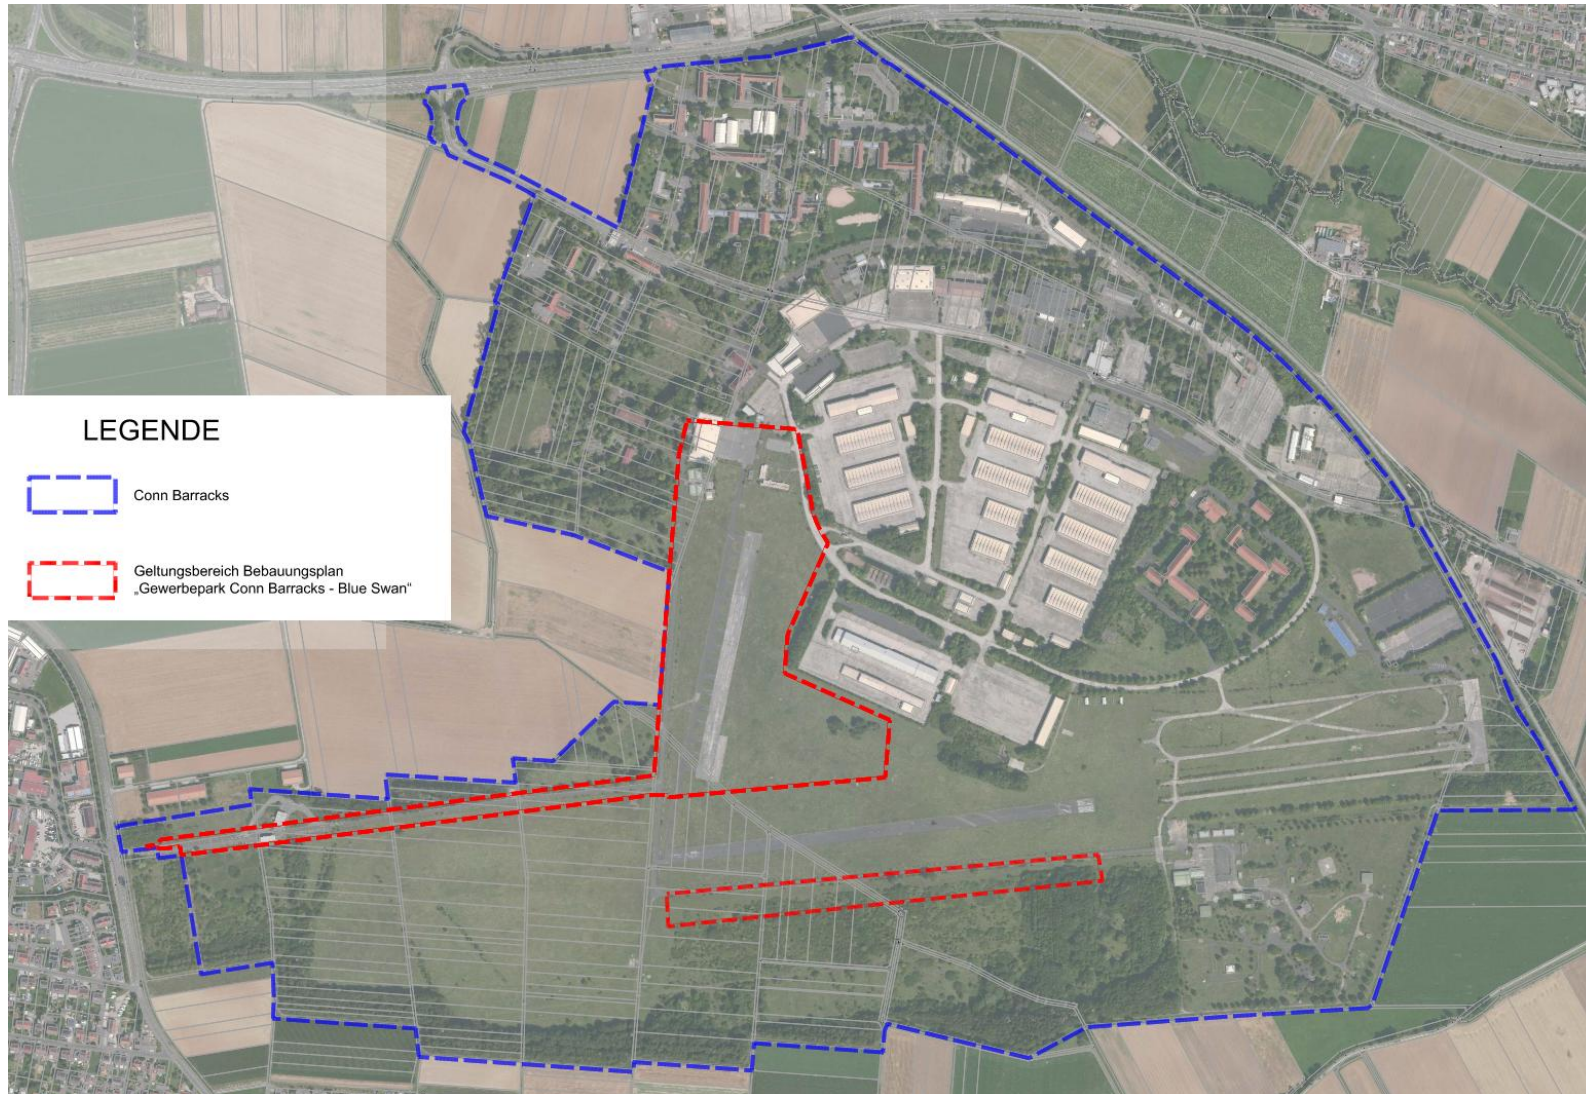 LEGENDE
Conn Barracks
Geltungsbereich Bebauungsplan
„Gewerbepark Conn Barracks - Blue Swan“